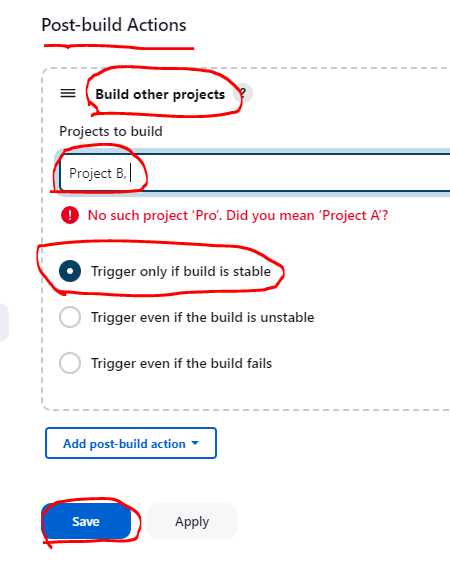 Post-build Actions
Build other projects ?
Projects to build
Project B,
! No such project ‘Pro’. Did you mean ‘Project A’?
Trigger only if build is stable
Trigger even if the build is unstable
Trigger even if the build fails
Add post-build action
Save Apply